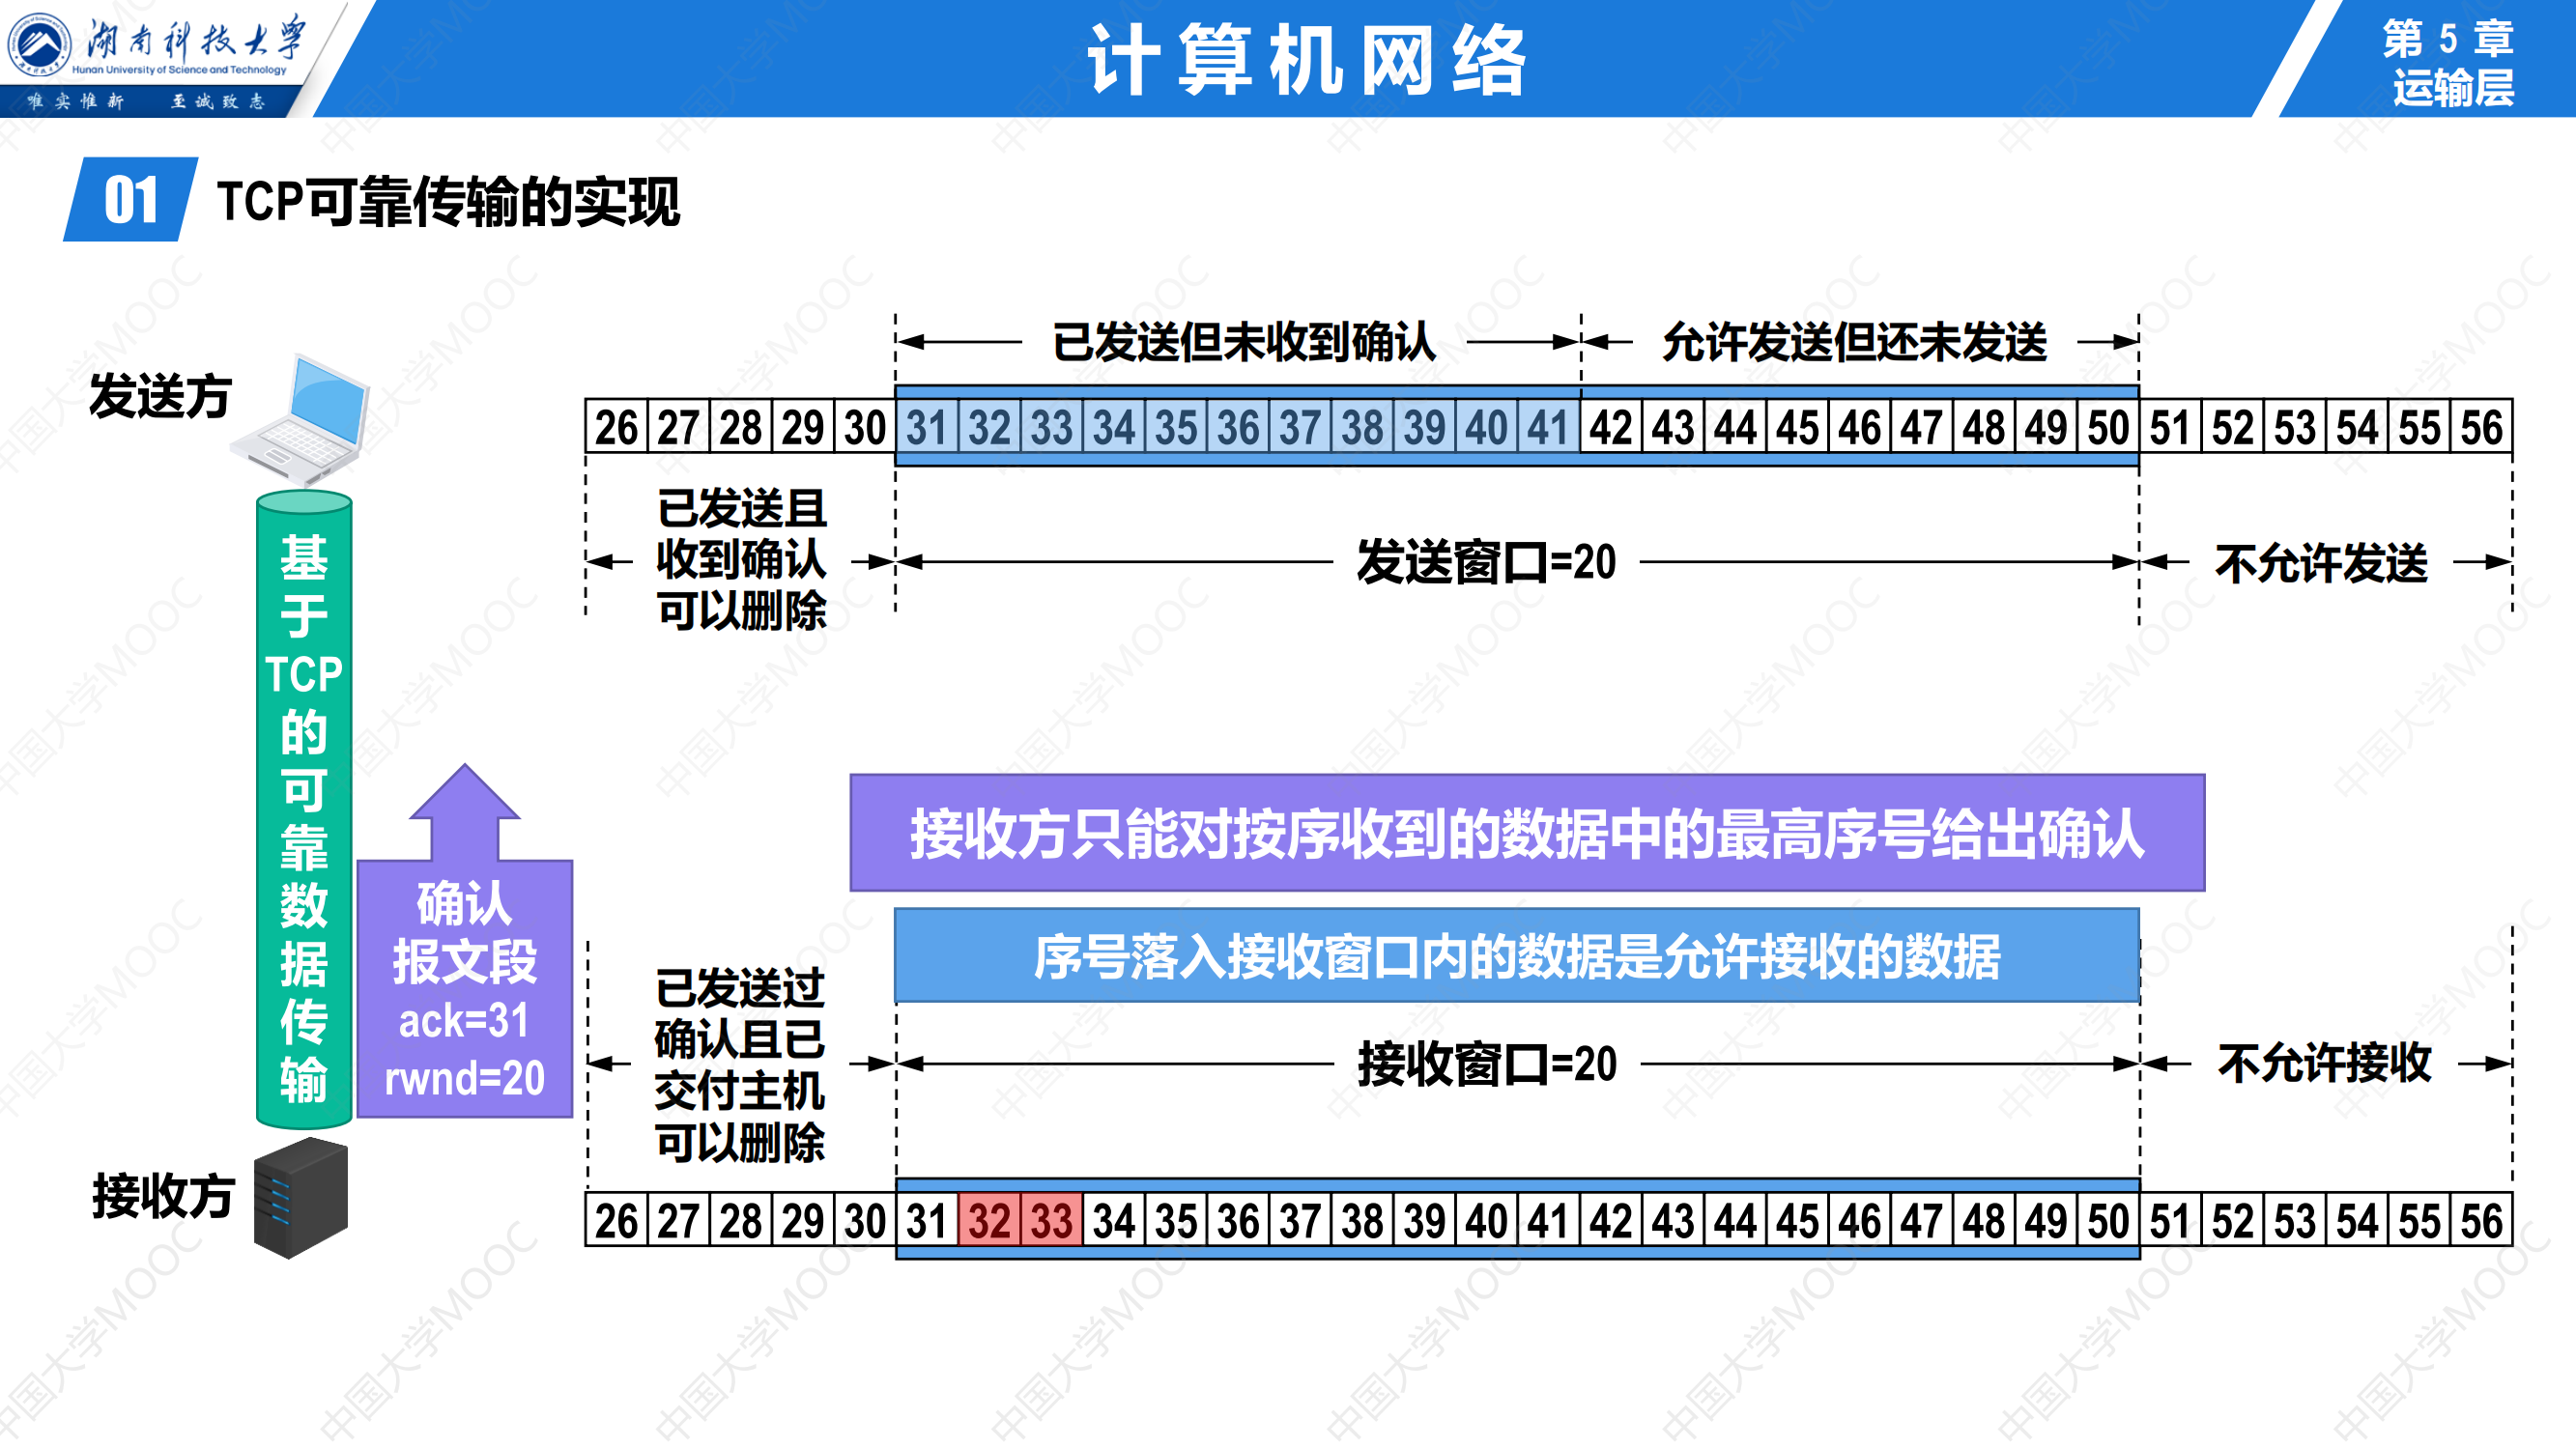 湖南科技大学
Hunan University of Science and Technology
唯实惟新 至诚致志
计算机网络
第 5 章
运输层
01 TCP可靠传输的实现
已发送但未收到确认 允许发送但还未发送
发送方
26 27 28 29 30 31 32 33 34 35 36 37 38 39 40 41 42 43 44 45 46 47 48 49 50 51 52 53 54 55 56
已发送且
收到确认
可以删除
发送窗口=20
不允许发送
基
于
TCP
的
可
靠
数
据
传
输
接收方只能对按序收到的数据中的最高序号给出确认
确认
报文段
ack=31
rwnd=20
序号落入接收窗口内的数据是允许接收的数据
已发送过
确认且已
交付主机
可以删除
接收窗口=20
不允许接收
接收方
26 27 28 29 30 31 32 33 34 35 36 37 38 39 40 41 42 43 44 45 46 47 48 49 50 51 52 53 54 55 56
中国大学MOOC